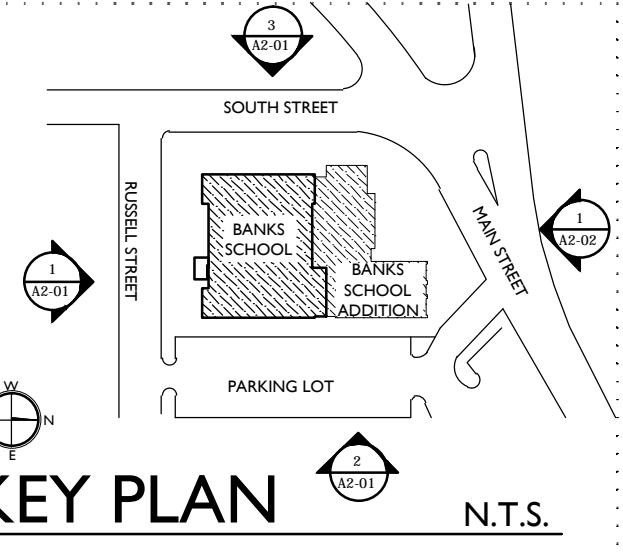 3
A2-01
SOUTH STREET
RUSSELL STREET
BANKS
SCHOOL
MAIN STREET
1
A2-02
1
A2-01
BANKS
SCHOOL
ADDITION
PARKING LOT
W
N
E
2
A2-01
KEY PLAN
N.T.S.